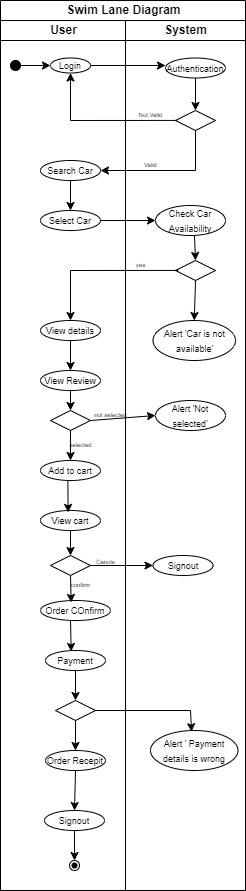 Swim Lane Diagram
User
System
Login
Authentication
Not Valid
Valid
Search Car
Select Car
Check Car
Availability
yes
View details
Alert 'Car is not
available'
View Review
not selected
Alert 'Not
selected'
selected
Add to cart
View cart
Cancle
Signout
confirm
Order COnfirm
Payment
Alert ' Payment
details is wrong
Order Recepit
Signout